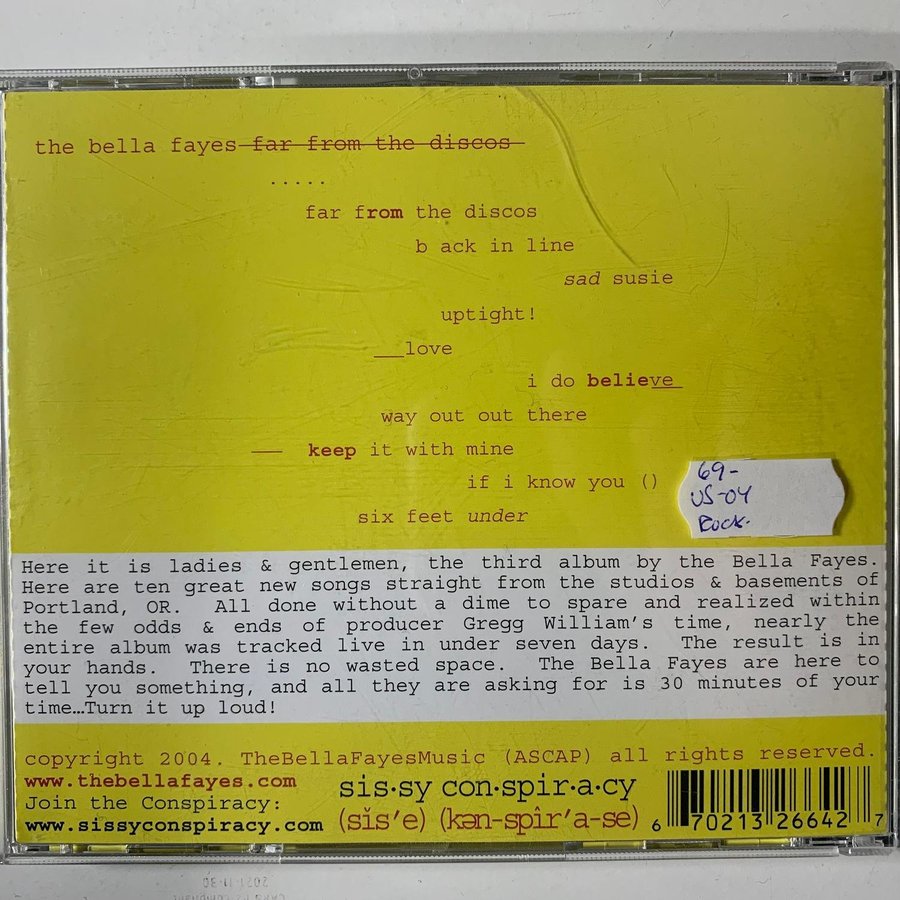 the bella fayes far from the discos
.....
far from the discos
b ack in line
sad susie
uptight!
__love
i do believe_
way out out there
__ keep it with mine
if i know you ()
six feet under
69-
US-04
Rock.
Here it is ladies & gentlemen, the third album by the Bella Fayes.
Here are ten great new songs straight from the studios & basements of
Portland, OR. All done without a dime to spare and realized within
the few odds & ends of producer Gregg William's time, nearly the
entire album was tracked live in under seven days. The result is in
your hands. There is no wasted space. The Bella Fayes are here to
tell you something, and all they are asking for is 30 minutes of your
time…Turn it up loud!
copyright 2004. TheBellaFayesMusic (ASCAP) all rights reserved.
www.thebellafayes.com
Join the Conspiracy:
www.sissyconspiracy.com
sis·sy con·spir·a·cy
(sĭs'e) (kən-spîr'a-se)
6 70213 26642 7
2021-11-30